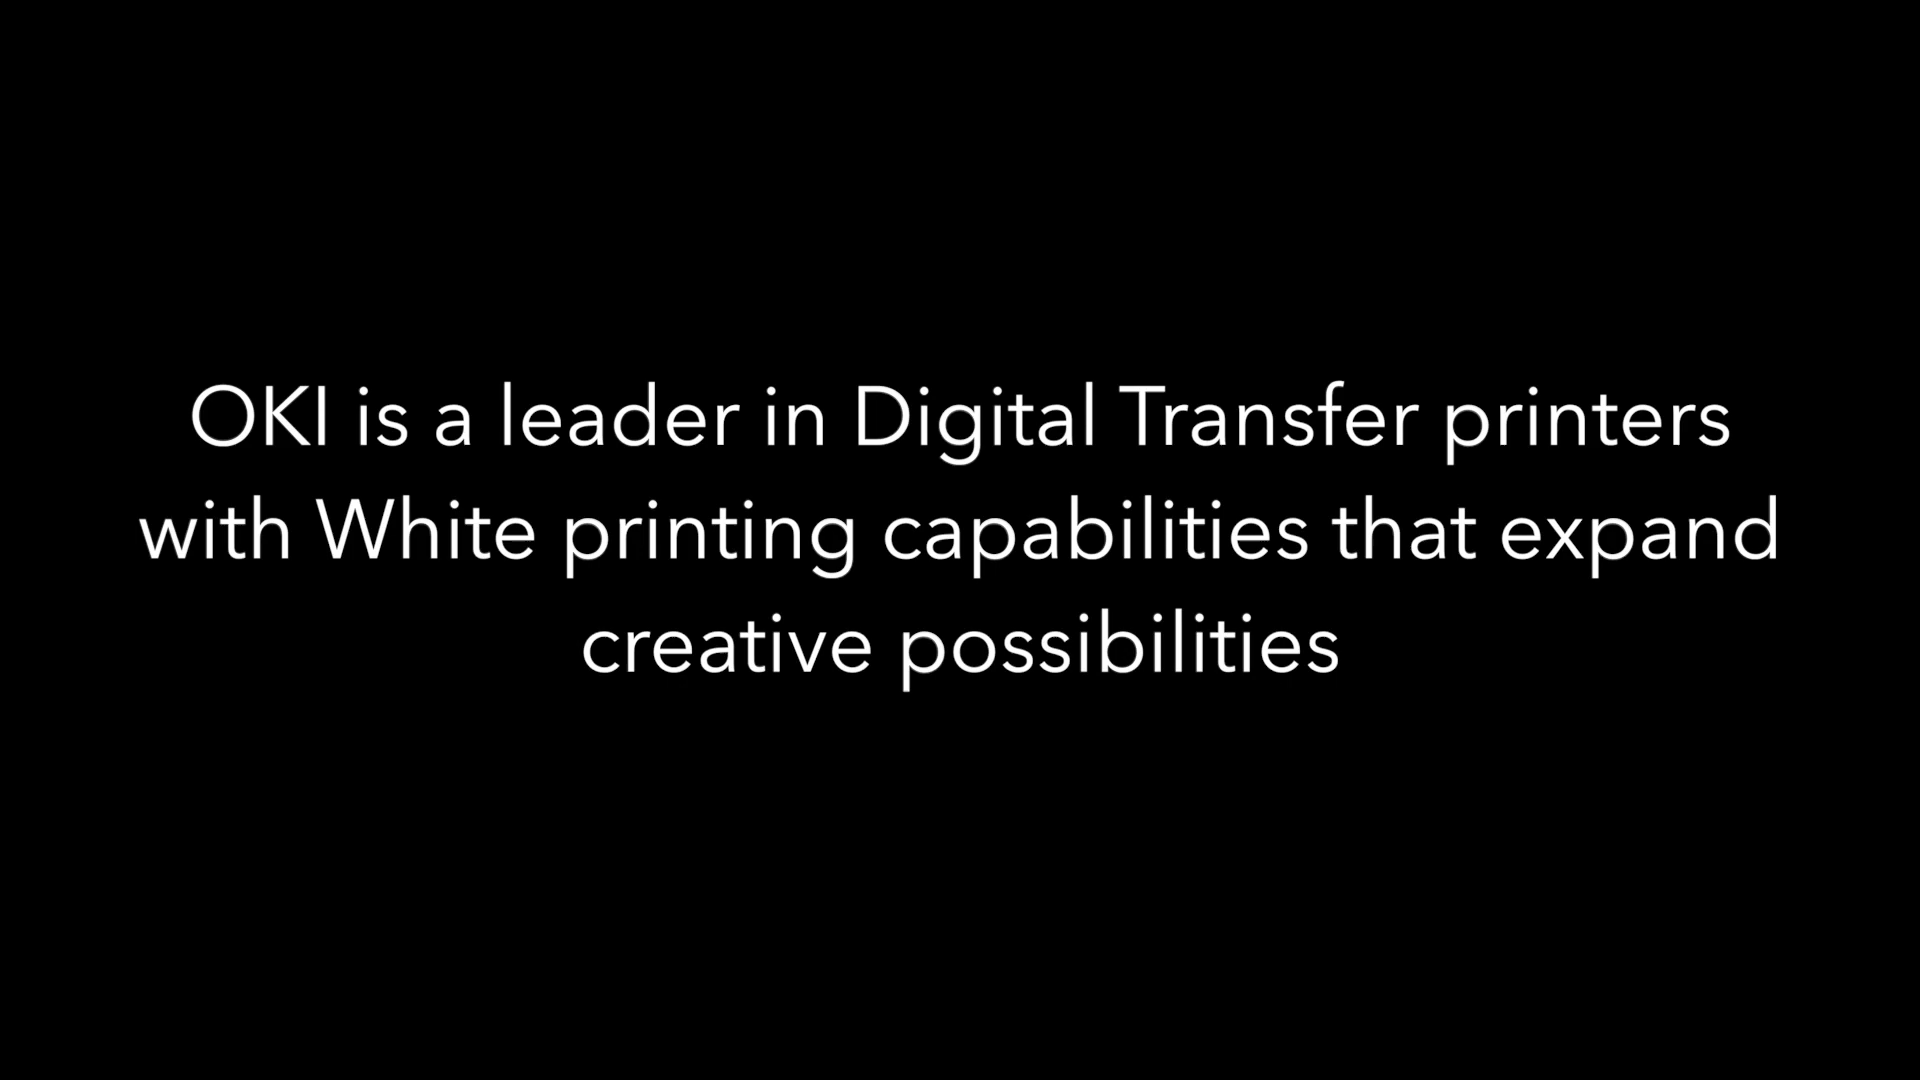 OKI is a leader in Digital Transfer printers
with White printing capabilities that expand
creative possibilities